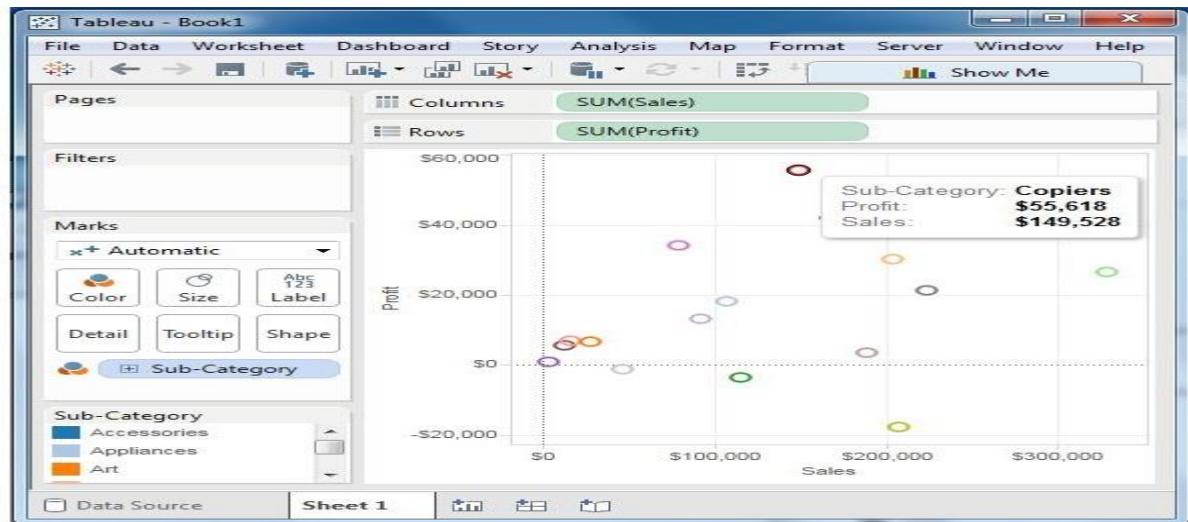 Tableau - Book1
File Data Worksheet Dashboard Story Analysis Map Format Server Window Help
Show Me
Pages
Columns SUM(Sales)
Rows SUM(Profit)
Filters
Marks
Automatic
Color Size Abc 123 Label
Detail Tooltip Shape
Sub-Category
Sub-Category
Accessories
Appliances
Art
$60,000
$40,000
$20,000
$0
-$20,000
Profit
Sub-Category: Copiers
Profit: $55,618
Sales: $149,528
$0 $100,000 $200,000 $300,000
Sales
Data Source Sheet 1